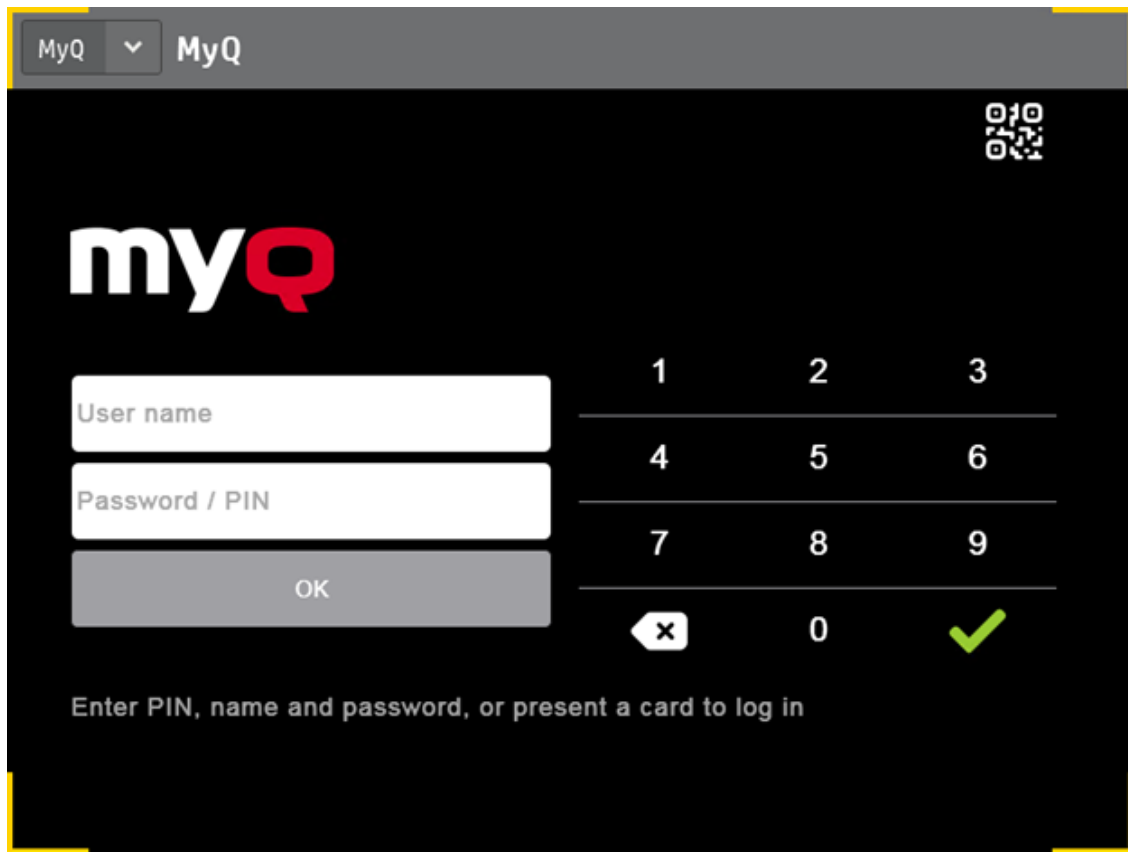 MyQ MyQ
myQ
User name
Password / PIN
OK
1 2 3
4 5 6
7 8 9
0
Enter PIN, name and password, or present a card to log in